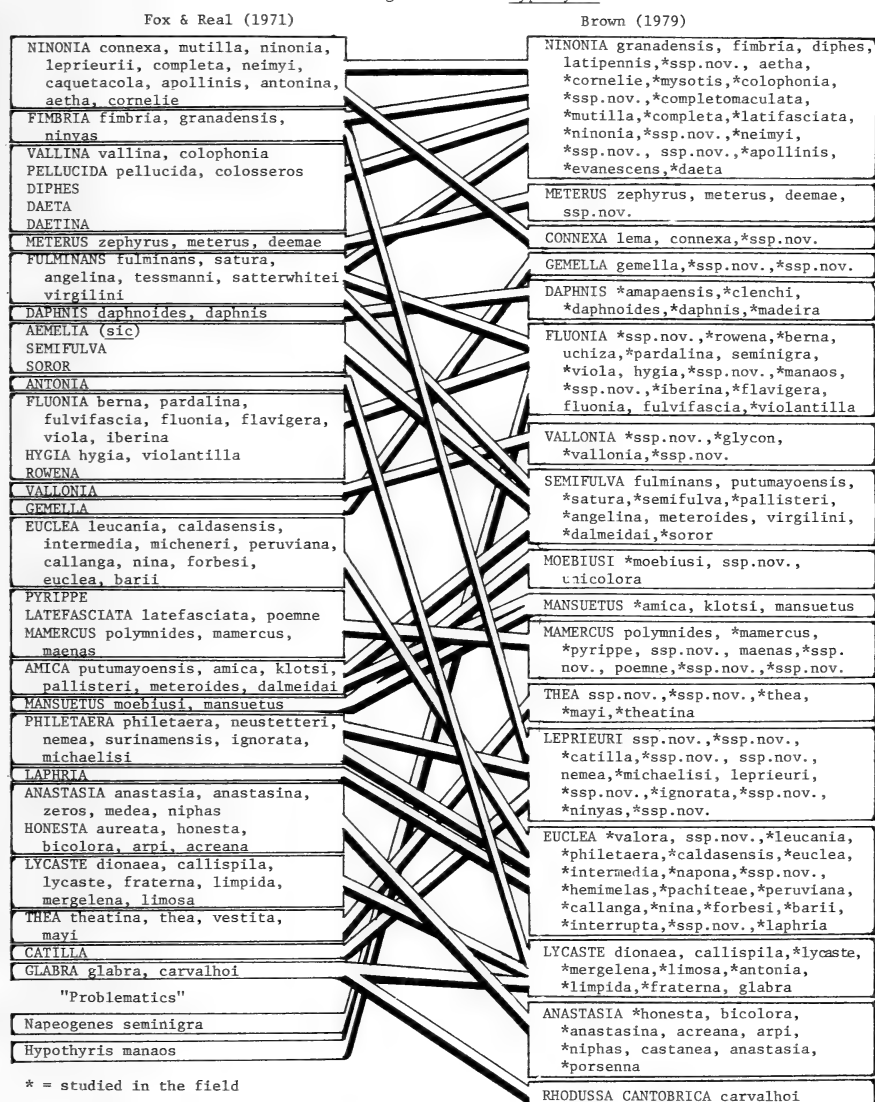 Fox & Real (1971)
NINONIA connexa, mutilla, ninonia,
leprieurii, completa, neimyi,
caquetacola, apollinis, antonina,
aetha, cornelie
FIMBRIA fimbria, granadensis,
ninyas
VALLINA vallina, colophonia
PELLUCIDA pellucida, colosseros
DIPHES
DAETA
DAETINA
METERUS zephyrus, meterus, deemae
FULMINANS fulminans, satura,
angelina, tessmanni, satterwhitei
virgilini
DAPHNIS daphnoides, daphnis
AEMELIA (sic)
SEMIFULVA
SOROR
ANTONIA
FLUONIA berna, pardalina,
fulvifascia, fluonia, flavigera,
viola, iberina
HYGIA hygia, violantilla
ROWENA
VALLONIA
GEMELLA
EUCLEA leucania, caldasensis,
intermedia, micheneri, peruviana,
callanga, nina, forbesi,
euclea, barii
PYRIPPE
LATEFASCIATA latefasciata, poemne
MAMERCUS polymnides, mamercus,
maenas
AMICA putumayoensis, amica, klotsi,
pallisteri, meteroides, dalmeidai
MANSUETUS moebiusi, mansuetus
PHILETAERA philetaera, neustetteri,
nemea, surinamensis, ignorata,
michaelisi
LAPHRIA
ANASTASIA anastasia, anastasina,
zeros, medea, niphas
HONESTA aureata, honesta,
bicolora, arpi, acreana
LYCASTE dionaea, callispila,
lycaste, fraterna, limpida,
mergelena, limosa
THEA theatina, thea, vestita,
mayi
CATILLA
GLABRA glabra, carvalhoi
"Problematics"
Napeogenes seminigra
Hypothyris manaos
* = studied in the field
Brown (1979)
NINONIA granadensis, fimbria, diphes,
latipennis,*ssp.nov., aetha,
*cornelie,*mysotis,*colophonia,
*ssp.nov.,*completomaculata,
*mutilla,*completa,*latifasciata,
*ninonia,*ssp.nov.,*neimyi,
*ssp.nov., ssp.nov.,*apollinis,
*evanescens,*daeta
METERUS zephyrus, meterus, deemae,
ssp.nov.
CONNEXA lema, connexa,*ssp.nov.
GEMELLA gemella,*ssp.nov.,*ssp.nov.
DAPHNIS *amapaensis,*clenchi,
*daphnoides,*daphnis,*madeira
FLUONIA *ssp.nov.,*rowena,*berna,
uchiza,*pardalina, seminigra,
*viola, hygia,*ssp.nov.,*manaos,
*ssp.nov.,*iberina,*flavigera,
fluonia, fulvifascia,*violantilla
VALLONIA *ssp.nov.,*glycon,
*vallonia,*ssp.nov.
SEMIFULVA fulminans, putumayoensis,
*satura,*semifulva,*pallisteri,
*angelina, meteroides, virgilini,
*dalmeidai,*soror
MOEBIUSI *moebiusi, ssp.nov.,
unicolora
MANSUETUS *amica, klotsi, mansuetus
MAMERCUS polymnides, *mamercus,
*pyrippe, ssp.nov., maenas,*ssp.
nov., poemne,*ssp.nov.,*ssp.nov.
THEA ssp.nov.,*ssp.nov.,*thea,
*mayi,*theatina
LEPRIEURI ssp.nov.,*ssp.nov.,
*catilla,*ssp.nov., ssp.nov.,
nemea,*michaelisi, leprieuri,
*ssp.nov.,*ignorata,*ssp.nov.,
*ninyas,*ssp.nov.
EUCLEA *valora, ssp.nov.,*leucania,
*philetaera,*caldasensis,*euclea,
*intermedia,*napona,*ssp.nov.,
*hemimelas,*pachiteae,*peruviana,
*callanga,*nina,*forbesi,*barii,
*interrupta,*ssp.nov.,*laphria
LYCASTE dionaea, callispila,*lycaste,
*mergelena,*limosa,*antonia,
*limpida,*fraterna, glabra
ANASTASIA *honesta, bicolora,
*anastasina, acreana, arpi,
*niphas, castanea, anastasia,
*porsenna
RHODUSSA CANTOBRICA carvalhoi